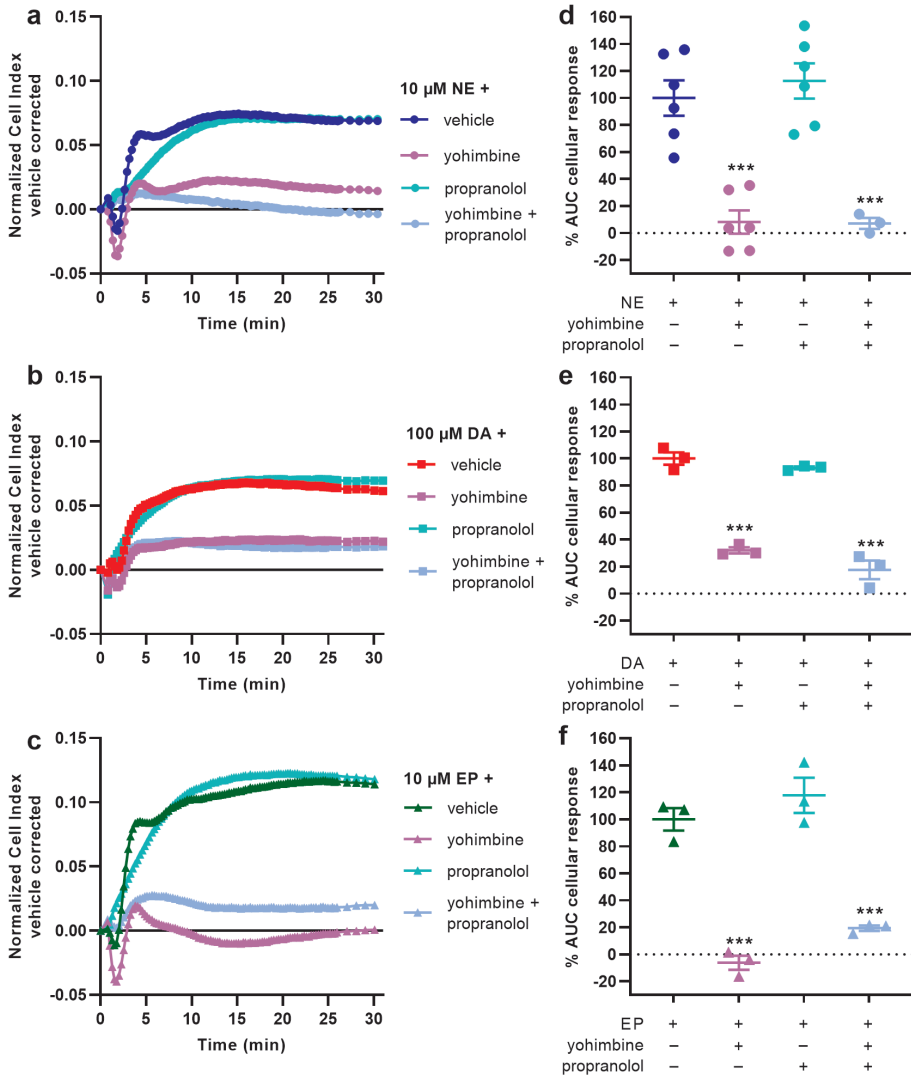 a
Normalized Cell Index
vehicle corrected
0.15
0.10
0.05
0.00
-0.05
0
5
10
15
20
25
30
Time (min)
10 µM NE +
vehicle
yohimbine
propranolol
yohimbine +
propranolol
d
% AUC cellular response
160
140
120
100
80
60
40
20
0
-20
***
***
NE + + + +
yohimbine – + – +
propranolol – – + +
b
Normalized Cell Index
vehicle corrected
0.15
0.10
0.05
0.00
-0.05
0
5
10
15
20
25
30
Time (min)
100 µM DA +
vehicle
yohimbine
propranolol
yohimbine +
propranolol
e
% AUC cellular response
160
140
120
100
80
60
40
20
0
-20
***
***
DA + + + +
yohimbine – + – +
propranolol – – + +
c
Normalized Cell Index
vehicle corrected
0.15
0.10
0.05
0.00
-0.05
0
5
10
15
20
25
30
Time (min)
10 µM EP +
vehicle
yohimbine
propranolol
yohimbine +
propranolol
f
% AUC cellular response
160
140
120
100
80
60
40
20
0
-20
***
***
EP + + + +
yohimbine – + – +
propranolol – – + +